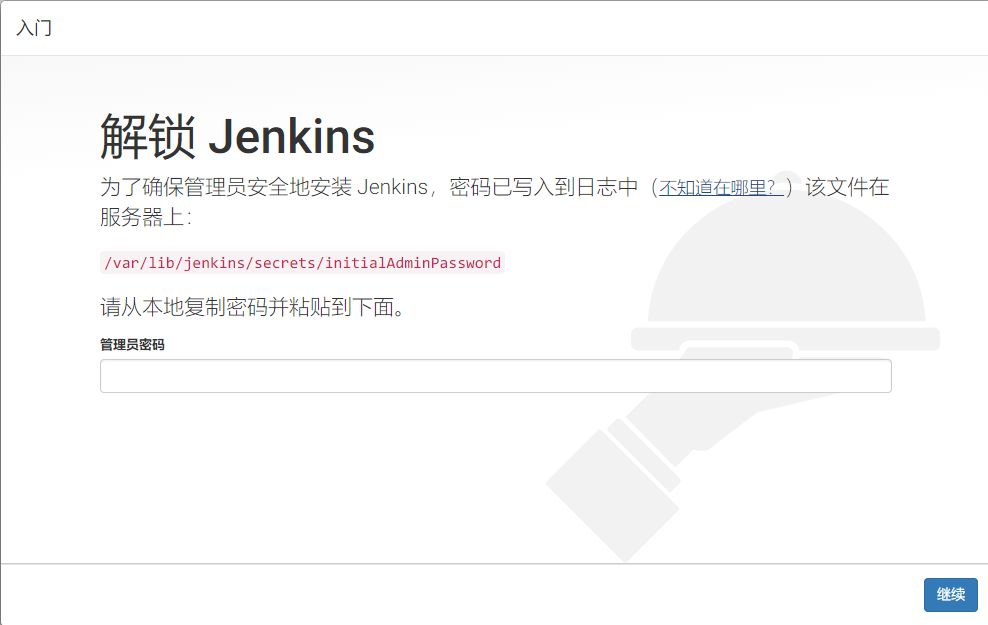 入门
解锁 Jenkins
为了确保管理员安全地安装 Jenkins，密码已写入到日志中（不知道在哪里？）该文件在
服务器上：
/var/lib/jenkins/secrets/initialAdminPassword
请从本地复制密码并粘贴到下面。
管理员密码
继续